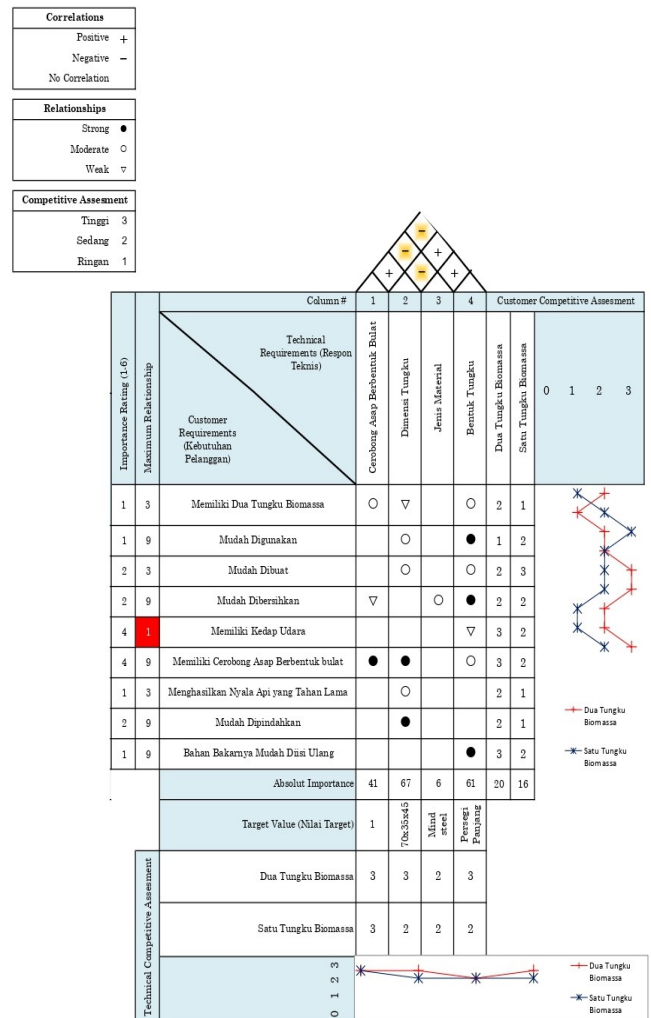 Correlations
Positive +
Negative −
No Correlation
Relationships
Strong ●
Moderate ○
Weak ▽
Competitive Assesment
Tinggi 3
Sedang 2
Ringan 1
−
− +
+ − +
Column # 1 2 3 4 Customer Competitive Assesment
Importance Rating (1-6)
Maximum Relationship
Technical
Requirements (Respon
Teknis)
Customer
Requirements
(Kebutuhan
Pelanggan)
Cerobong Asap Berbentuk Bulat
Dimensi Tungku
Jenis Material
Bentuk Tungku
Dua Tungku Biomassa
Satu Tungku Biomassa
0 1 2 3
1 3 Memiliki Dua Tungku Biomassa ○ ▽ ○ 2 1
1 9 Mudah Digunakan ○ ● 1 2
2 3 Mudah Dibuat ○ ○ 2 3
2 9 Mudah Dibersihkan ▽ ○ ● 2 2
4 1 Memiliki Kedap Udara ▽ 3 2
4 9 Memiliki Cerobong Asap Berbentuk bulat ● ● ○ 3 2
1 3 Menghasilkan Nyala Api yang Tahan Lama ○ 2 1
2 9 Mudah Dipindahkan ● 2 1
1 9 Bahan Bakarnya Mudah Diisi Ulang ● 3 2
Dua Tungku
Biomassa
Satu Tungku
Biomassa
Absolut Importance 41 67 6 61 20 16
Target Value (Nilai Target) 1
70x35x45
Mind
steel
Persegi
Panjang
Technical Competitive Assesment
Dua Tungku Biomassa 3 3 2 3
Satu Tungku Biomassa 3 2 2 2
0 1 2 3
Dua Tungku
Biomassa
Satu Tungku
Biomassa